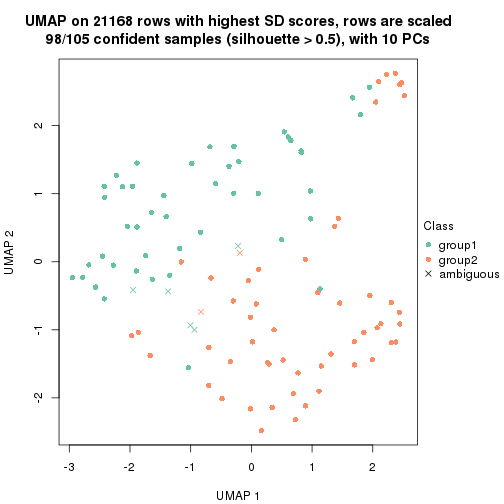 UMAP on 21168 rows with highest SD scores, rows are scaled
98/105 confident samples (silhouette > 0.5), with 10 PCs
2
1
0
-1
-2
UMAP 2
-3 -2 -1 0 1 2
UMAP 1
Class
group1
group2
ambiguous